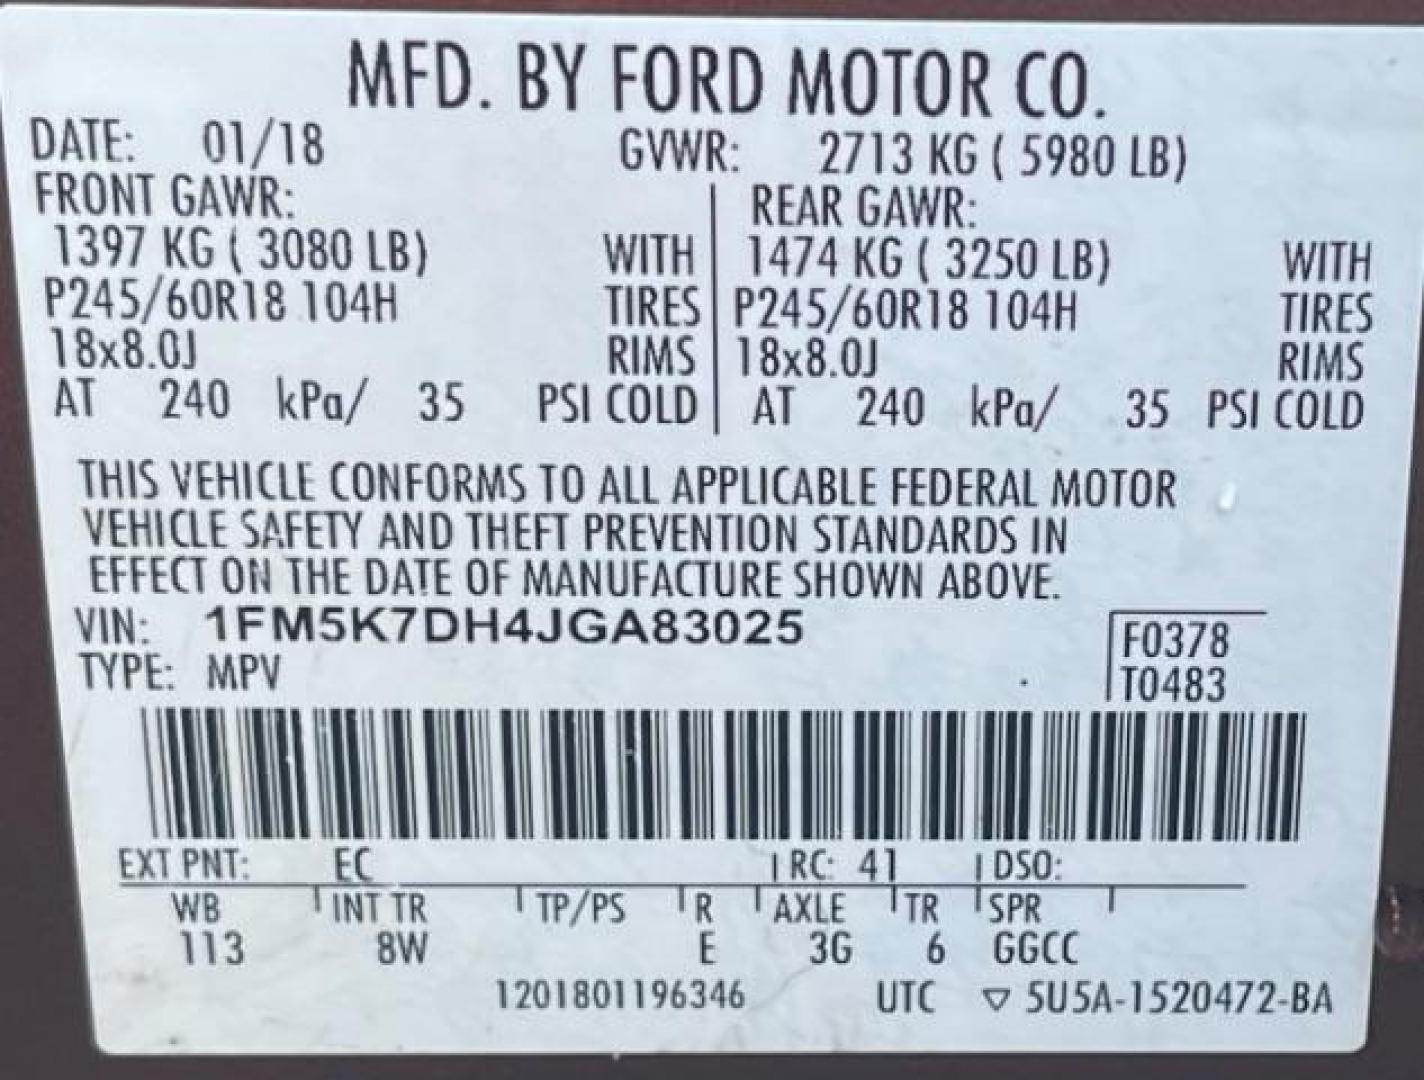 MFD. BY FORD MOTOR CO.
DATE: 01/18 GVWR: 2713 KG ( 5980 LB)
FRONT GAWR: REAR GAWR:
1397 KG ( 3080 LB) WITH 1474 KG ( 3250 LB) WITH
P245/60R18 104H TIRES P245/60R18 104H TIRES
18x8.0J RIMS 18x8.0J RIMS
AT 240 kPa/ 35 PSI COLD AT 240 kPa/ 35 PSI COLD
THIS VEHICLE CONFORMS TO ALL APPLICABLE FEDERAL MOTOR
VEHICLE SAFETY AND THEFT PREVENTION STANDARDS IN
EFFECT ON THE DATE OF MANUFACTURE SHOWN ABOVE.
VIN: 1FM5K7DH4JGA83025 F0378
TYPE: MPV T0483
EXT PNT: EC RC: 41 DSO:
WB INT TR TP/PS R AXLE TR SPR
113 8W E 3G 6 GGCC
1201801196346 UTC ▽ 5U5A-1520472-BA